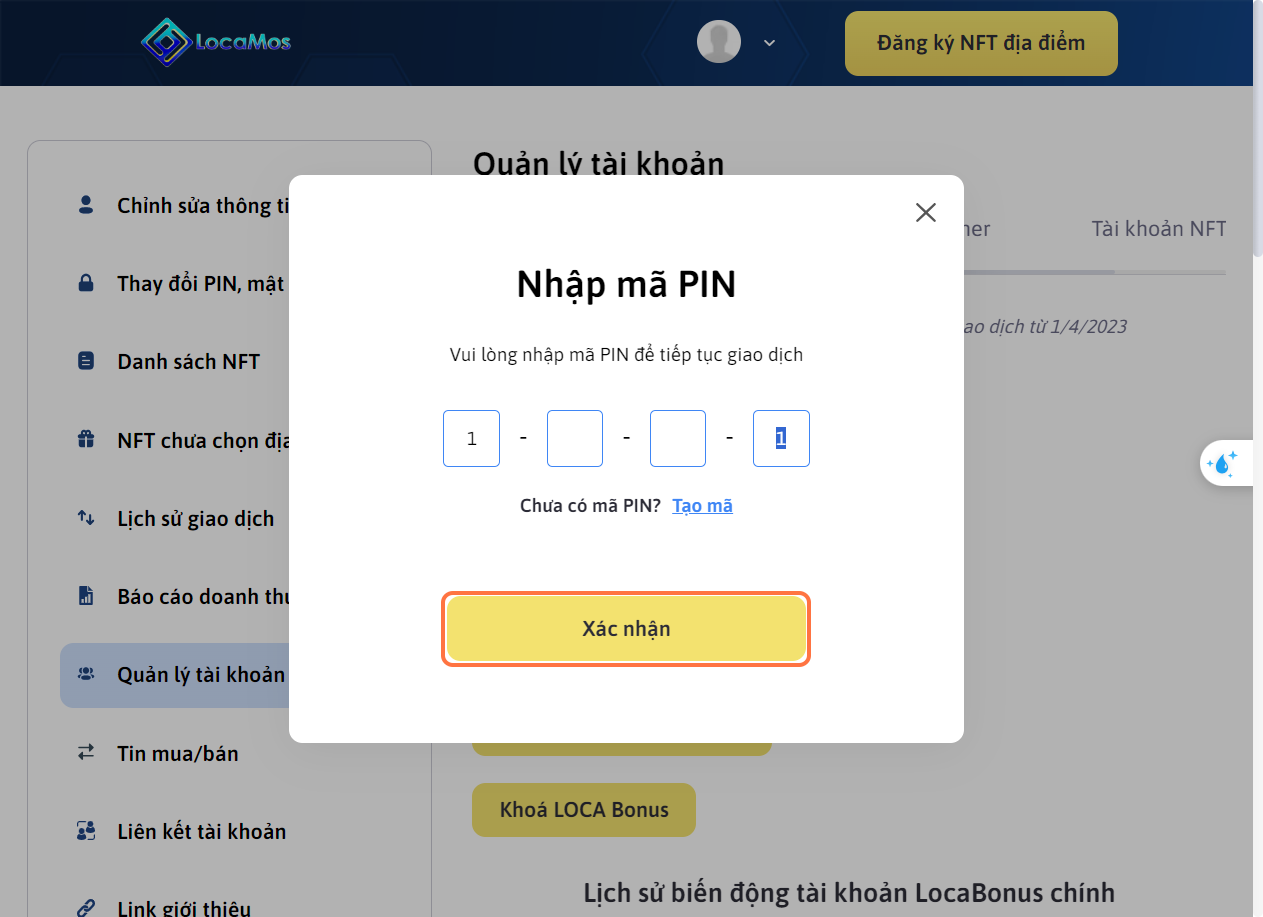 LocaMos
Đăng ký NFT địa điểm
Chỉnh sửa thông ti
Thay đổi PIN, mật
Danh sách NFT
NFT chưa chọn địa
Lịch sử giao dịch
Báo cáo doanh thu
Quản lý tài khoản
Tin mua/bán
Liên kết tài khoản
Link giới thiệu
Quản lý tài khoản
ner
Tài khoản NFT
ao dịch từ 1/4/2023
Nhập mã PIN
Vui lòng nhập mã PIN để tiếp tục giao dịch
1 - - - 1
Chưa có mã PIN? Tạo mã
Xác nhận
Khoá LOCA Bonus
Lịch sử biến động tài khoản LocaBonus chính